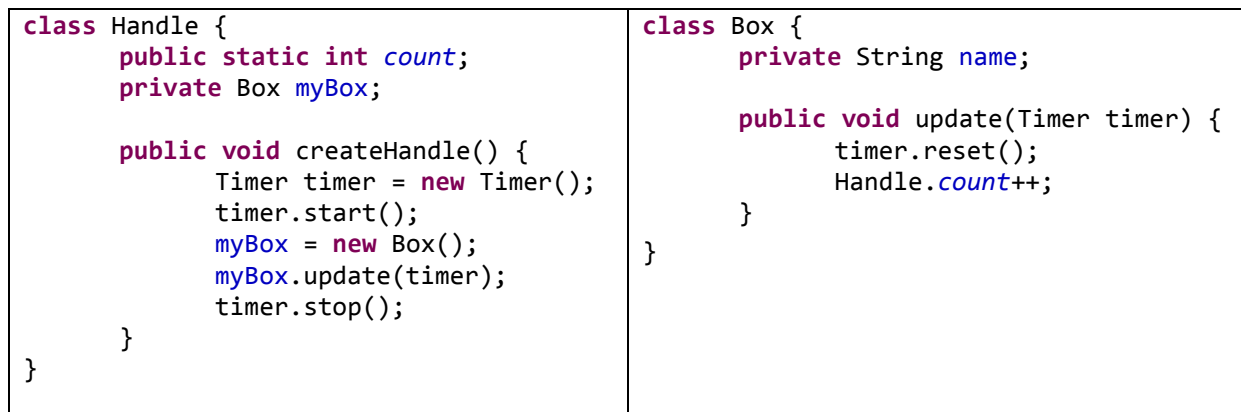 class Handle {
public static int count;
private Box myBox;
public void createHandle() {
Timer timer = new Timer();
timer.start();
myBox = new Box();
myBox.update(timer);
timer.stop();
}
}
class Box {
private String name;
public void update(Timer timer) {
timer.reset();
Handle.count++;
}
}